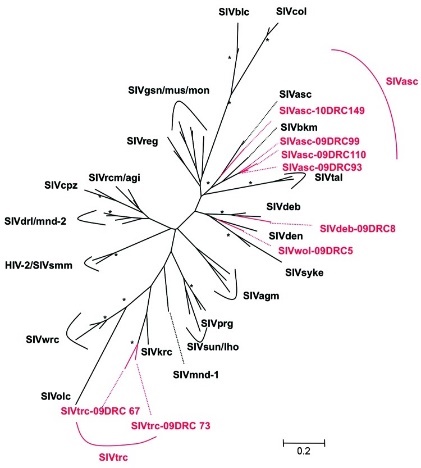 SIVblc
SIVcol
SIVasc
SIVgsn/mus/mon
SIVasc
SIVasc-10DRC149
SIVbkm
SIVreg
SIVasc-09DRC99
SIVasc-09DRC110
SIVasc-09DRC93
SIVrcm/agi
SIVtal
SIVcpz
SIVdeb
SIVdrl/mnd-2
SIVdeb-09DRC8
SIVden
SIVwol-09DRC5
HIV-2/SIVsmm
SIVsyke
SIVagm
SIVprg
SIVwrc
SIVsun/lho
SIVkrc
SIVmnd-1
SIVolc
SIVtrc-09DRC 67
SIVtrc-09DRC 73
SIVtrc
0.2